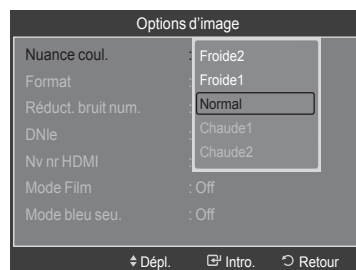 Options d'image
Nuance coul. : Froide2
Format : Froide1
Réduct. bruit num. : Normal
DNIe : Chaude1
Nv nr HDMI : Chaude2
Mode Film : Off
Mode bleu seu. : Off
Dépl. Intro. Retour